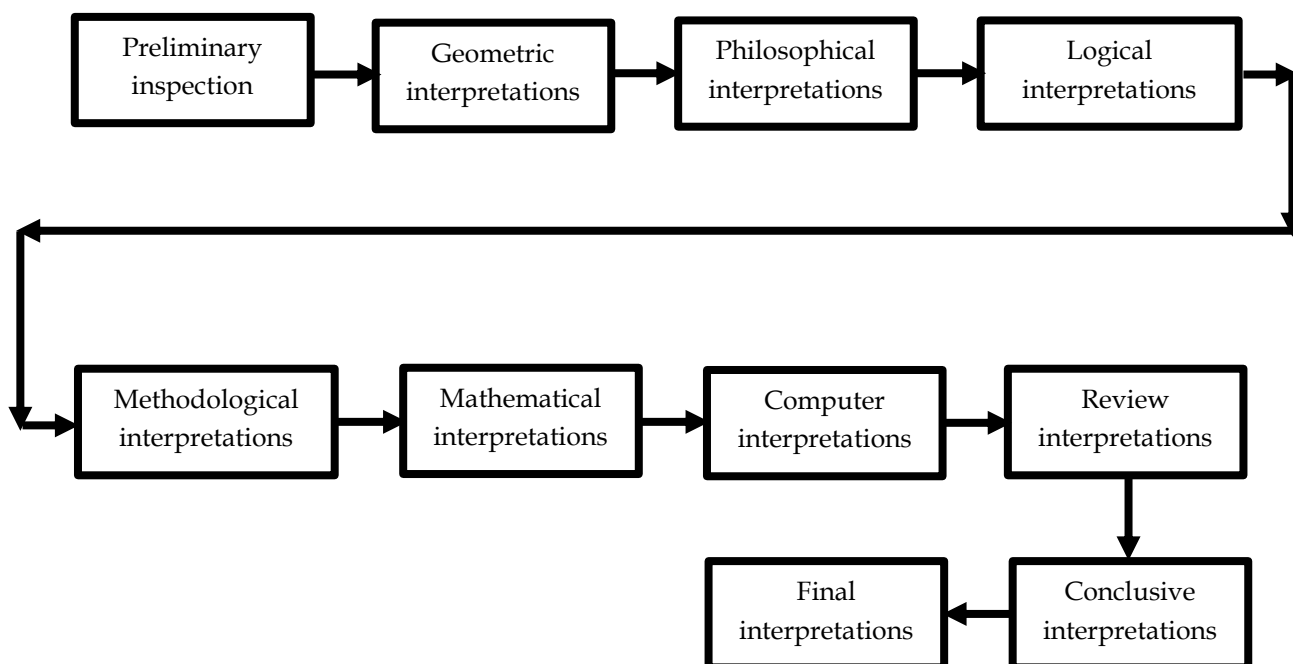 Preliminary
inspection
Geometric
interpretations
Philosophical
interpretations
Logical
interpretations
Methodological
interpretations
Mathematical
interpretations
Computer
interpretations
Review
interpretations
Conclusive
interpretations
Final
interpretations